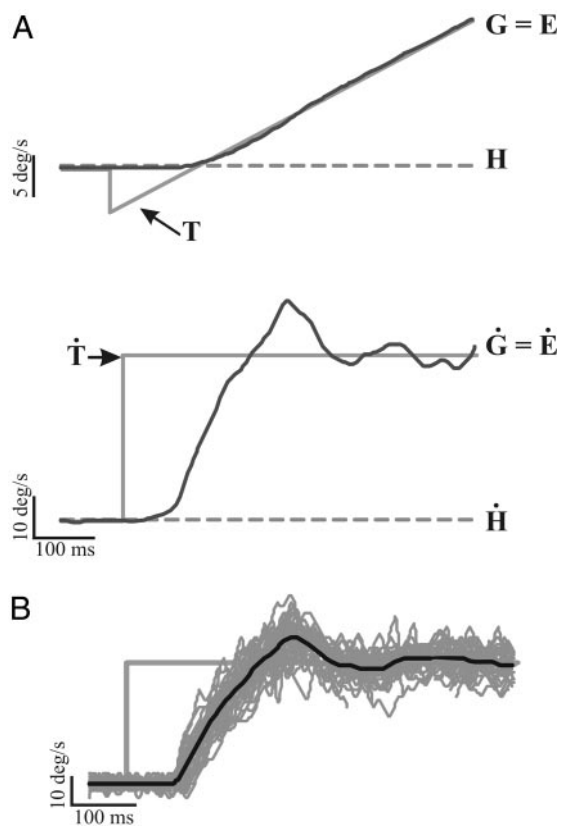 A
G = E
H
5 deg/s
T
Ṫ
Ġ = Ė
Ḣ
10 deg/s
100 ms
B
10 deg/s
100 ms